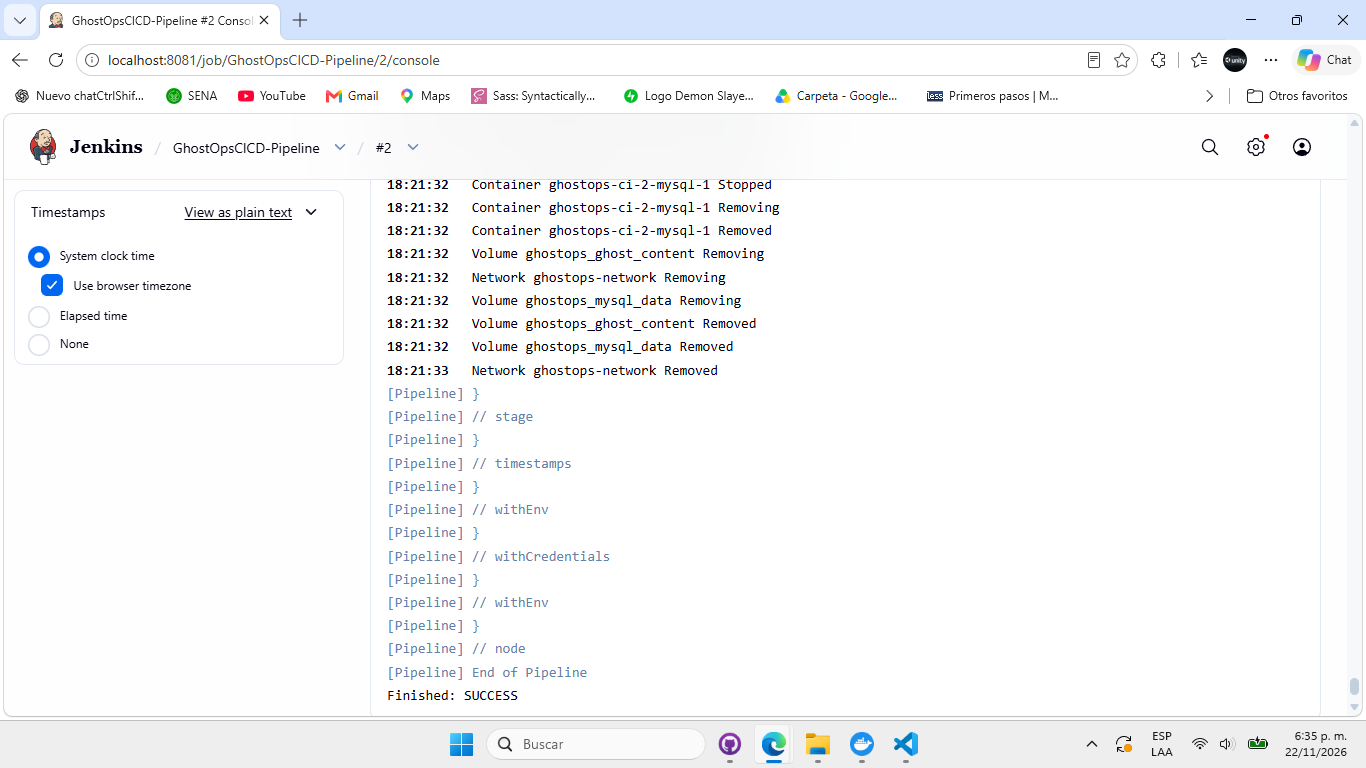 GhostOpsCICD-Pipeline #2 Conso
localhost:8081/job/GhostOpsCICD-Pipeline/2/console
unity
Chat
Nuevo chatCtrlShif...
SENA
YouTube
Gmail
Maps
Sass: Syntactically...
Logo Demon Slaye...
Carpeta - Google...
Primeros pasos | M...
Otros favoritos
Jenkins / GhostOpsCICD-Pipeline / #2
Timestamps
View as plain text
System clock time
Use browser timezone
Elapsed time
None
18:21:32 Container ghostops-ci-2-mysql-1 Stopped
18:21:32 Container ghostops-ci-2-mysql-1 Removing
18:21:32 Container ghostops-ci-2-mysql-1 Removed
18:21:32 Volume ghostops_ghost_content Removing
18:21:32 Network ghostops-network Removing
18:21:32 Volume ghostops_mysql_data Removing
18:21:32 Volume ghostops_ghost_content Removed
18:21:32 Volume ghostops_mysql_data Removed
18:21:33 Network ghostops-network Removed
[Pipeline] }
[Pipeline] // stage
[Pipeline] }
[Pipeline] // timestamps
[Pipeline] }
[Pipeline] // withEnv
[Pipeline] }
[Pipeline] // withCredentials
[Pipeline] }
[Pipeline] // withEnv
[Pipeline] }
[Pipeline] // node
[Pipeline] End of Pipeline
Finished: SUCCESS
Buscar
ESP
LAA
6:35 p. m.
22/11/2026